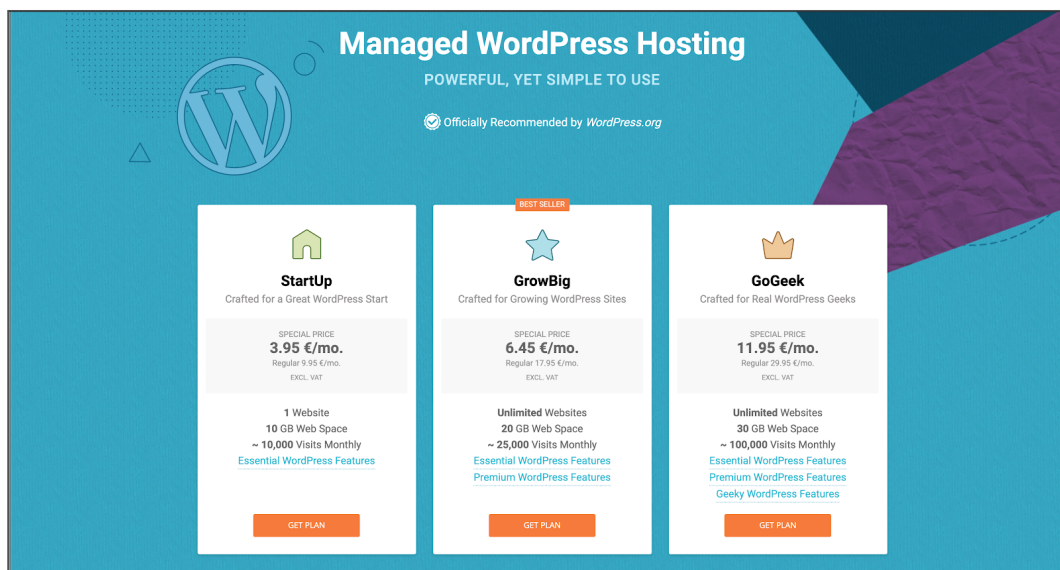 Managed WordPress Hosting
POWERFUL, YET SIMPLE TO USE
Officially Recommended by WordPress.org
StartUp
Crafted for a Great WordPress Start
SPECIAL PRICE
3.95 €/mo.
Regular 9.95 €/mo.
EXCL. VAT
1 Website
10 GB Web Space
~ 10,000 Visits Monthly
Essential WordPress Features
GET PLAN
BEST SELLER
GrowBig
Crafted for Growing WordPress Sites
SPECIAL PRICE
6.45 €/mo.
Regular 17.95 €/mo.
EXCL. VAT
Unlimited Websites
20 GB Web Space
~ 25,000 Visits Monthly
Essential WordPress Features
Premium WordPress Features
GET PLAN
GoGeek
Crafted for Real WordPress Geeks
SPECIAL PRICE
11.95 €/mo.
Regular 29.95 €/mo.
EXCL. VAT
Unlimited Websites
30 GB Web Space
~ 100,000 Visits Monthly
Essential WordPress Features
Premium WordPress Features
Geeky WordPress Features
GET PLAN